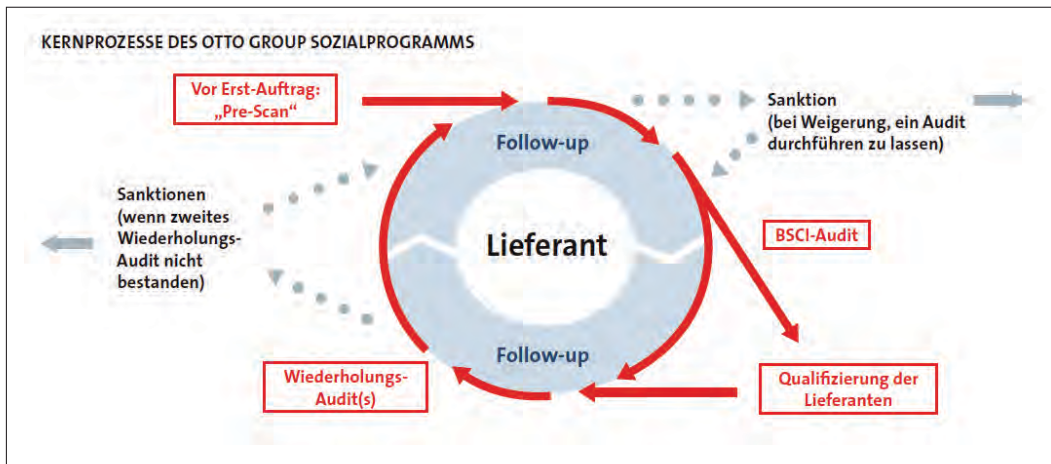 KERNPROZESSE DES OTTO GROUP SOZIALPROGRAMMS
Vor Erst-Auftrag:
„Pre-Scan“
Follow-up
Sanktion
(bei Weigerung, ein Audit
durchführen zu lassen)
Sanktionen
(wenn zweites
Wiederholungs-
Audit nicht
bestanden)
Lieferant
BSCI-Audit
Follow-up
Wiederholungs-
Audit(s)
Qualifizierung der
Lieferanten